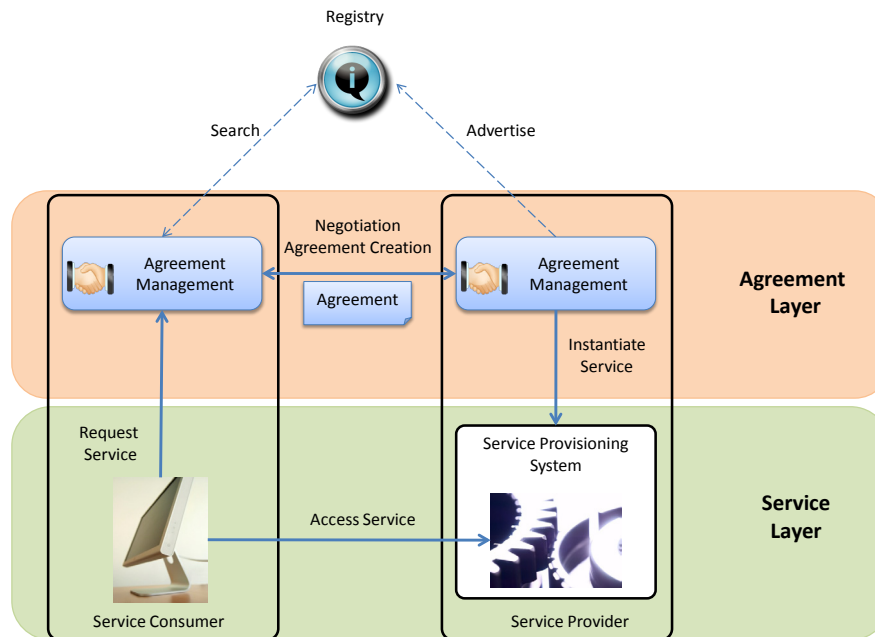 Registry
Search
Advertise
Negotiation
Agreement Creation
Agreement
Management
Agreement
Agreement
Management
Agreement
Layer
Instantiate
Service
Request
Service
Service Provisioning
System
Access Service
Service
Layer
Service Consumer
Service Provider